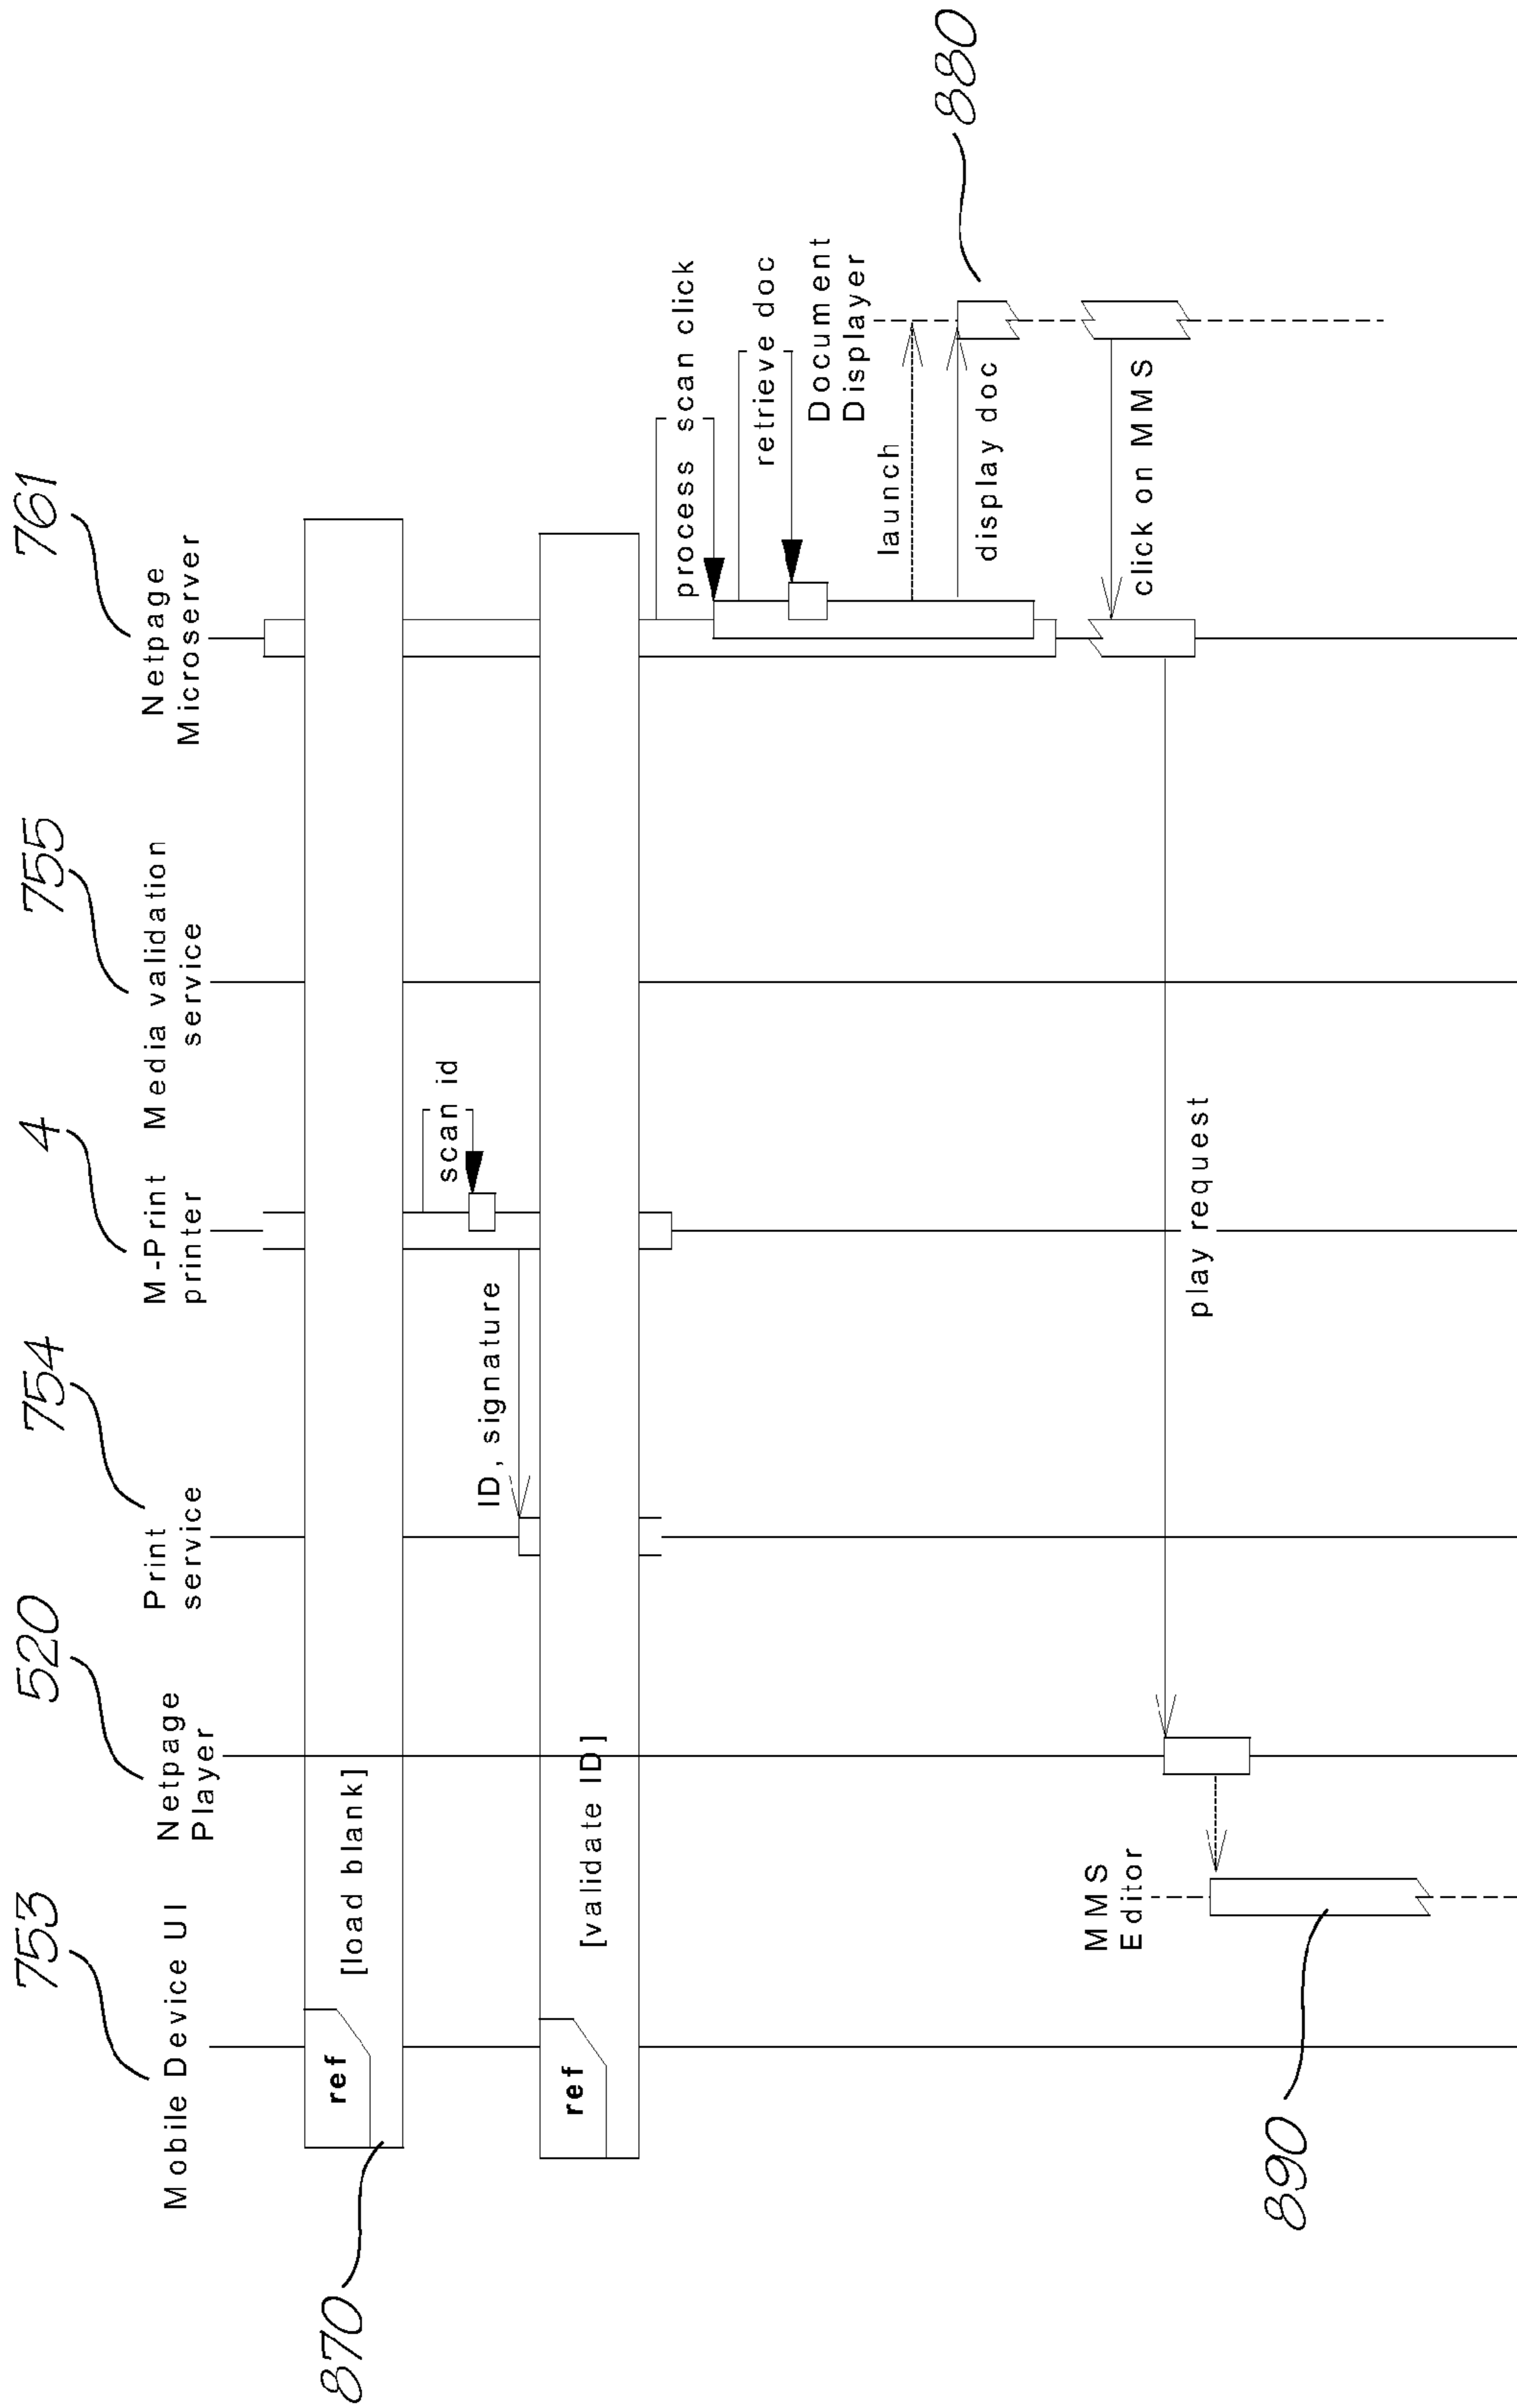 753
520
754
4
755
761
Mobile Device UI
Netpage
Player
Print
service
M-Print
printer
Media validation
service
Netpage
Microserver
870
ref
[load blank]
scan id
ID, signature
ref
[validate ID]
process scan click
retrieve doc
Document
Displayer
launch
880
display doc
click on MMS
play request
MMS
Editor
890